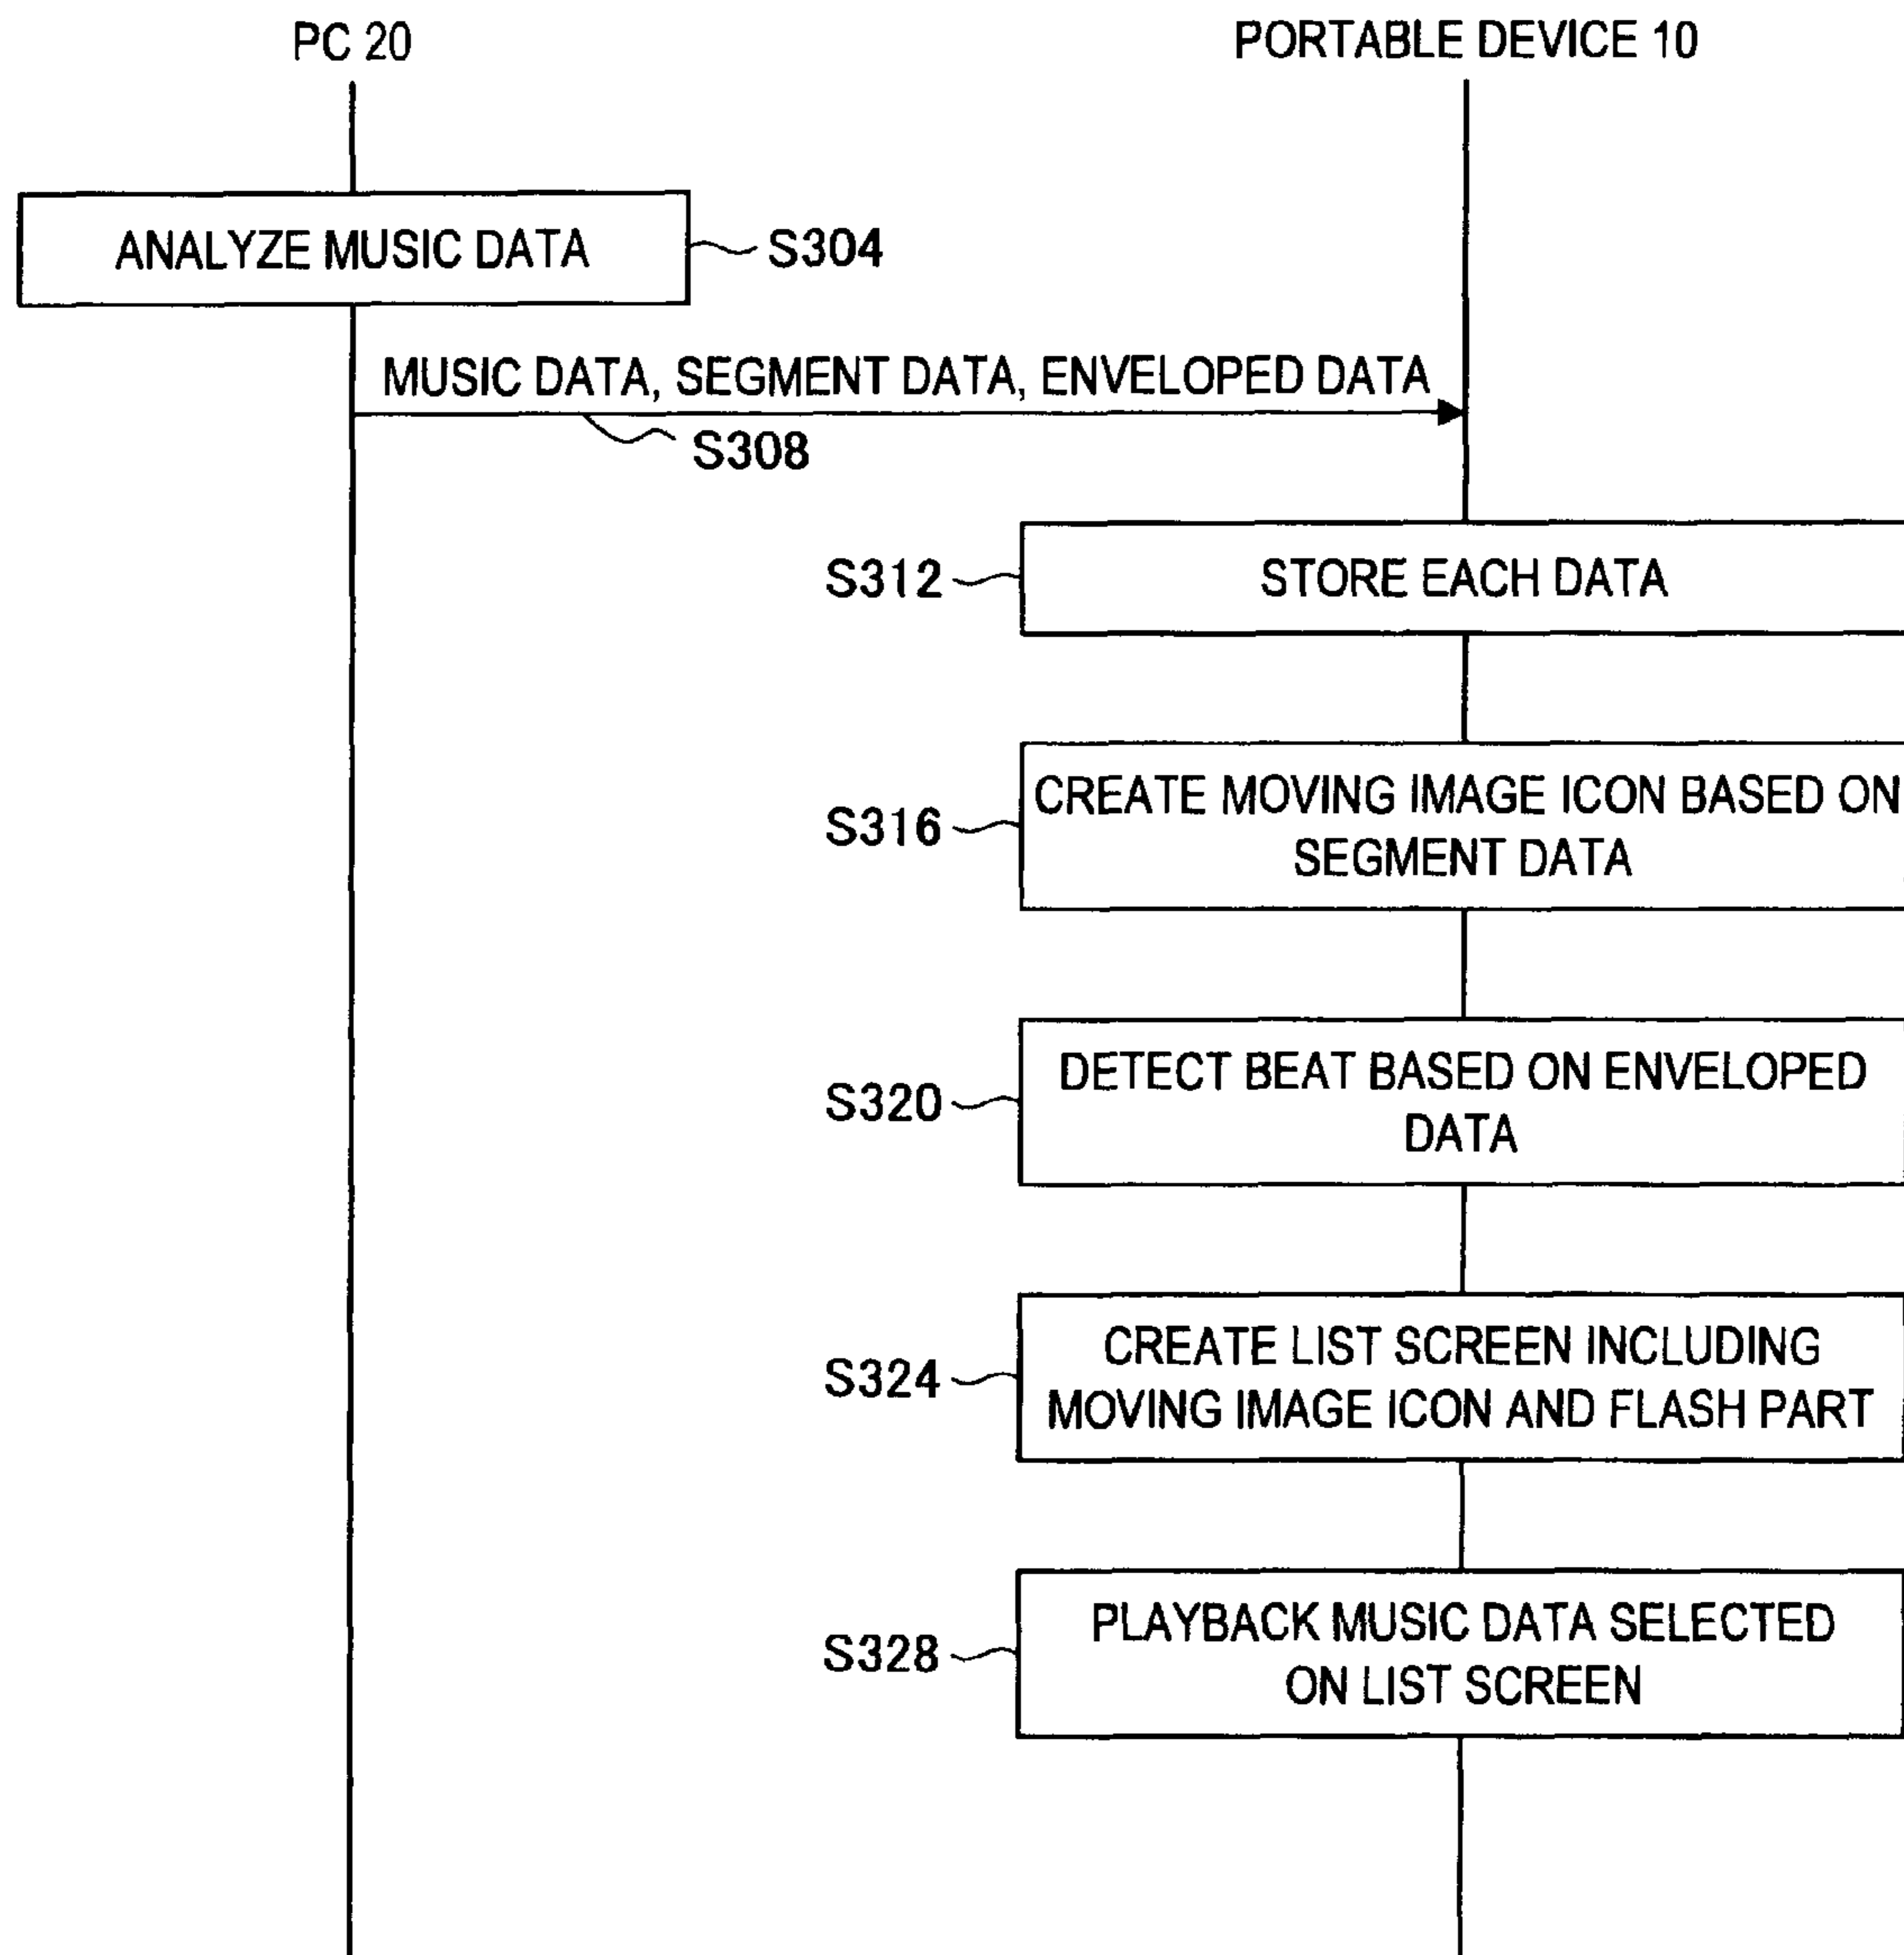 PC 20
PORTABLE DEVICE 10
ANALYZE MUSIC DATA
S304
MUSIC DATA, SEGMENT DATA, ENVELOPED DATA
S308
S312
STORE EACH DATA
S316
CREATE MOVING IMAGE ICON BASED ON
SEGMENT DATA
S320
DETECT BEAT BASED ON ENVELOPED
DATA
S324
CREATE LIST SCREEN INCLUDING
MOVING IMAGE ICON AND FLASH PART
S328
PLAYBACK MUSIC DATA SELECTED
ON LIST SCREEN